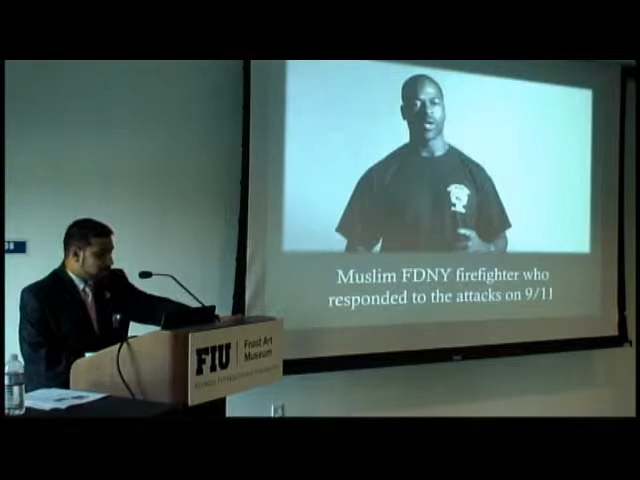 Muslim FDNY firefighter who
responded to the attacks on 9/11
FIU
Frost Art
Museum